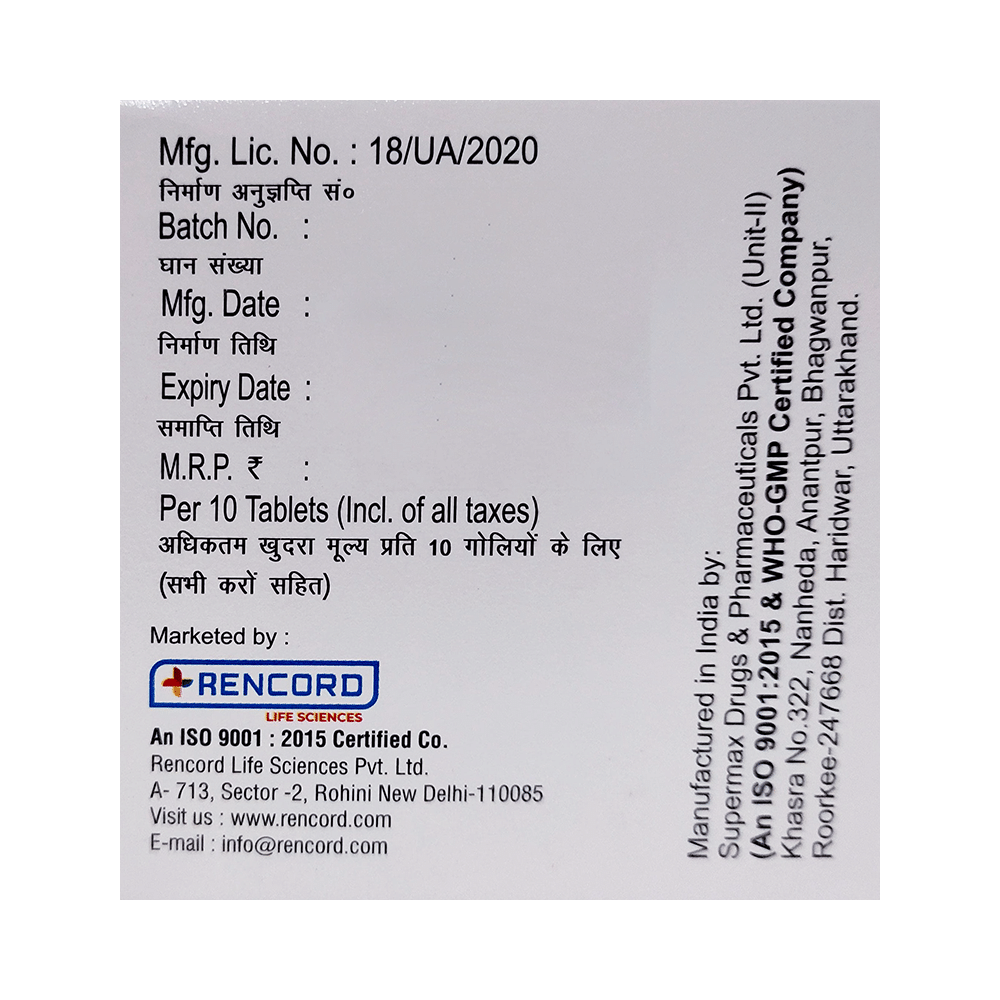 Mfg. Lic. No. : 18/UA/2020
निर्माण अनुज्ञप्ति सं०
Batch No. :
घान संख्या
Mfg. Date :
निर्माण तिथि
Expiry Date :
समाप्ति तिथि
M.R.P. ₹ :
Per 10 Tablets (Incl. of all taxes)
अधिकतम खुदरा मूल्य प्रति 10 गोलियों के लिए
(सभी करों सहित)
Marketed by :
RENCORD
LIFE SCIENCES
An ISO 9001 : 2015 Certified Co.
Rencord Life Sciences Pvt. Ltd.
A- 713, Sector -2, Rohini New Delhi-110085
Visit us : www.rencord.com
E-mail : info@rencord.com
Manufactured in India by:
Supermax Drugs & Pharmaceuticals Pvt. Ltd. (Unit-II)
(An ISO 9001:2015 & WHO-GMP Certified Company)
Khasra No.322, Nanheda, Anantpur, Bhagwanpur,
Roorkee-247668 Dist. Haridwar, Uttarakhand.